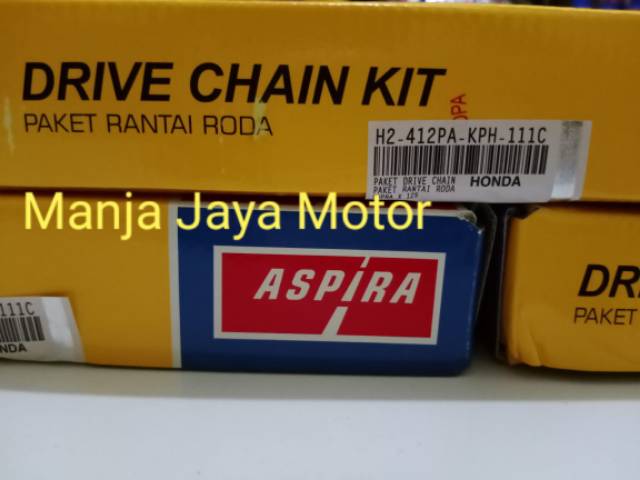 DRIVE CHAIN KIT
PAKET RANTAI RODA
H2-412PA-KPH-111C
PAKET DRIVE CHAIN
PAKET RANTAI RODA
HONDA
Manja Jaya Motor
ASPIRA
111C
NDA
DR
PAKET